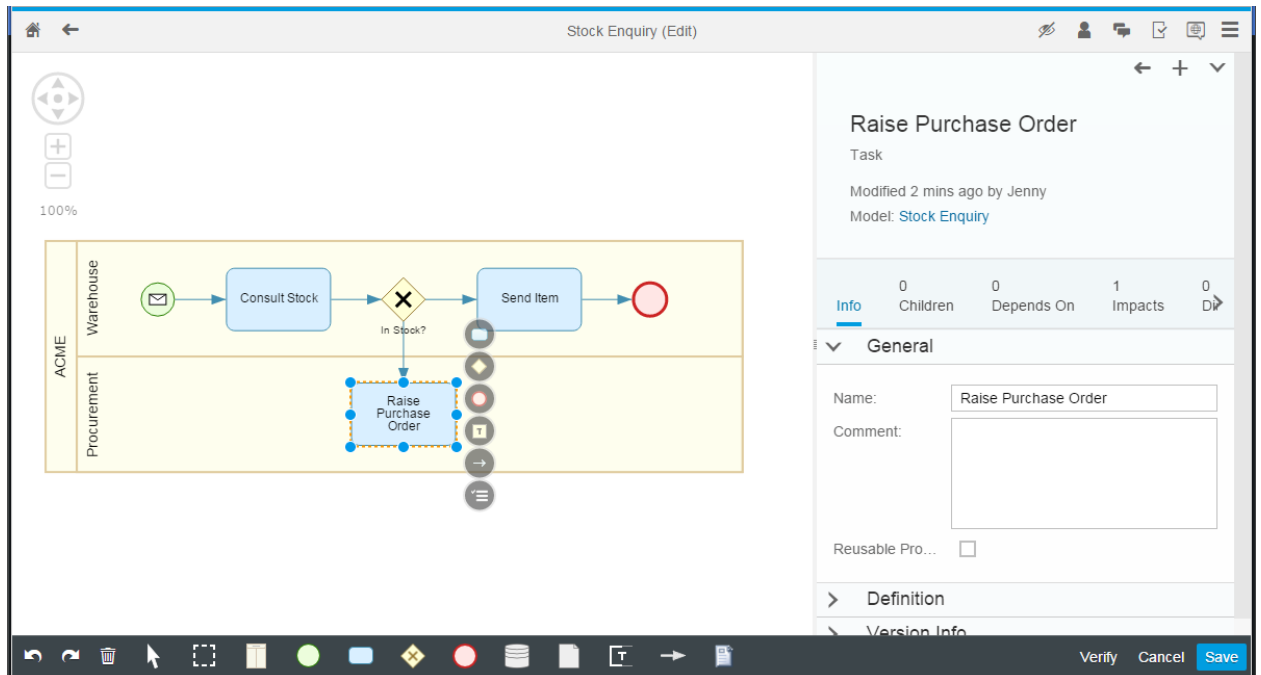 Stock Enquiry (Edit)
100%
ACME
Warehouse
Consult Stock
In Stock?
Send Item
Procurement
Raise
Purchase
Order
T
Raise Purchase Order
Task
Modified 2 mins ago by Jenny
Model: Stock Enquiry
Info
0
Children
0
Depends On
1
Impacts
0
General
Name:
Raise Purchase Order
Comment:
Reusable Pro...
Definition
Version Info
T
Verify
Cancel
Save